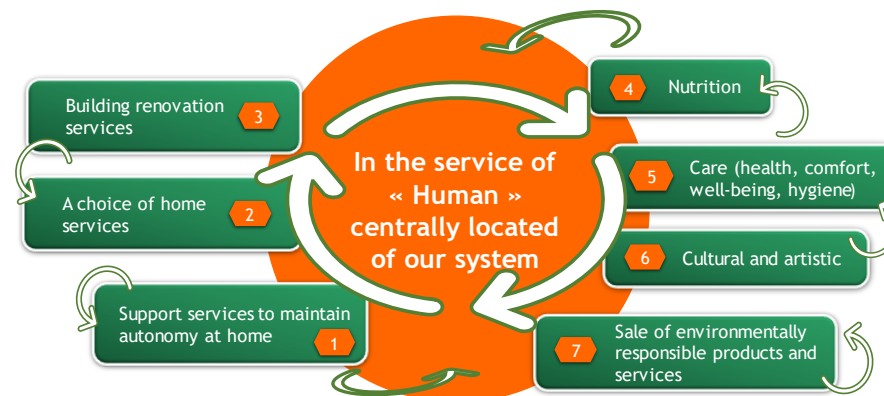 Building renovation
services
3
A choice of home
services
2
Support services to maintain
autonomy at home
1
In the service of
« Human »
centrally located
of our system
4
Nutrition
5
Care (health, comfort,
well-being, hygiene)
6
Cultural and artistic
7
Sale of environmentally
responsible products and
services